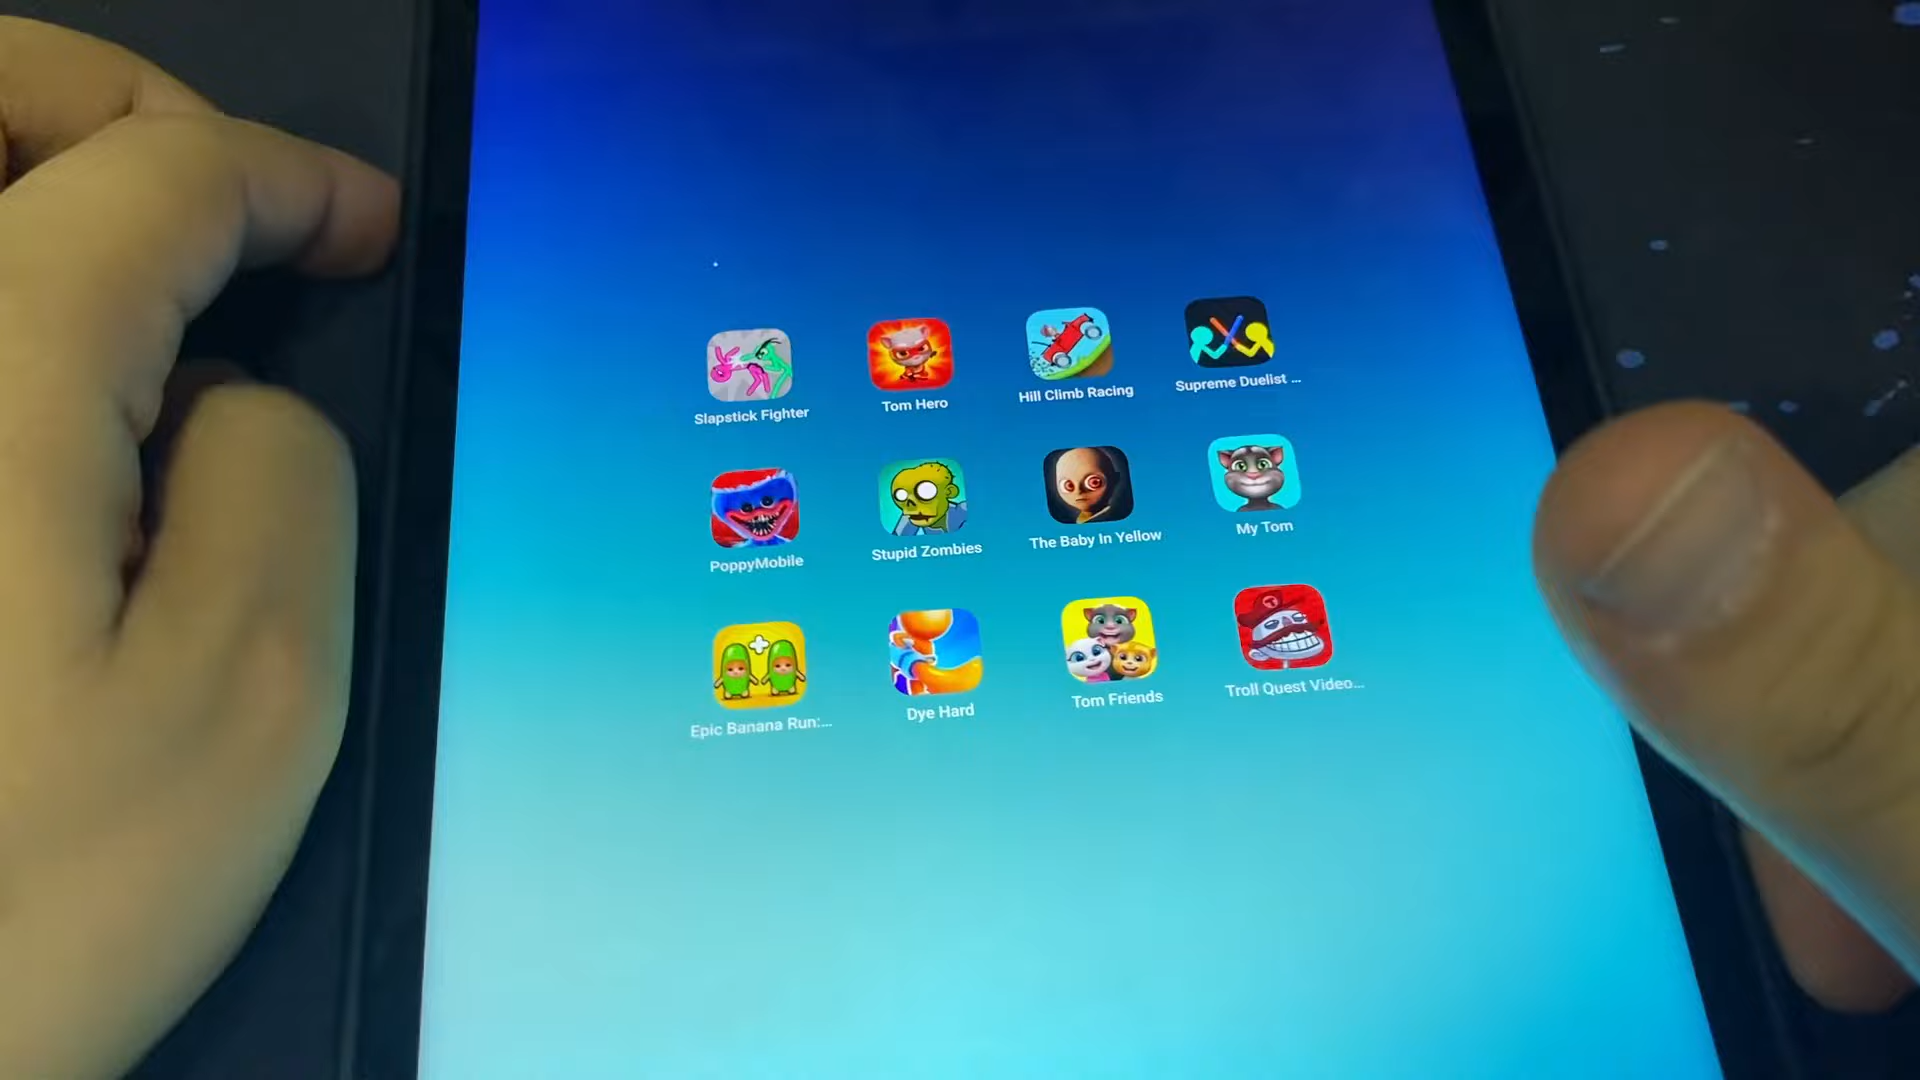 Slapstick Fighter
Tom Hero
Hill Climb Racing
Supreme Duelist ...
PoppyMobile
Stupid Zombies
The Baby In Yellow
My Tom
Epic Banana Run:...
Dye Hard
Tom Friends
Troll Quest Video...